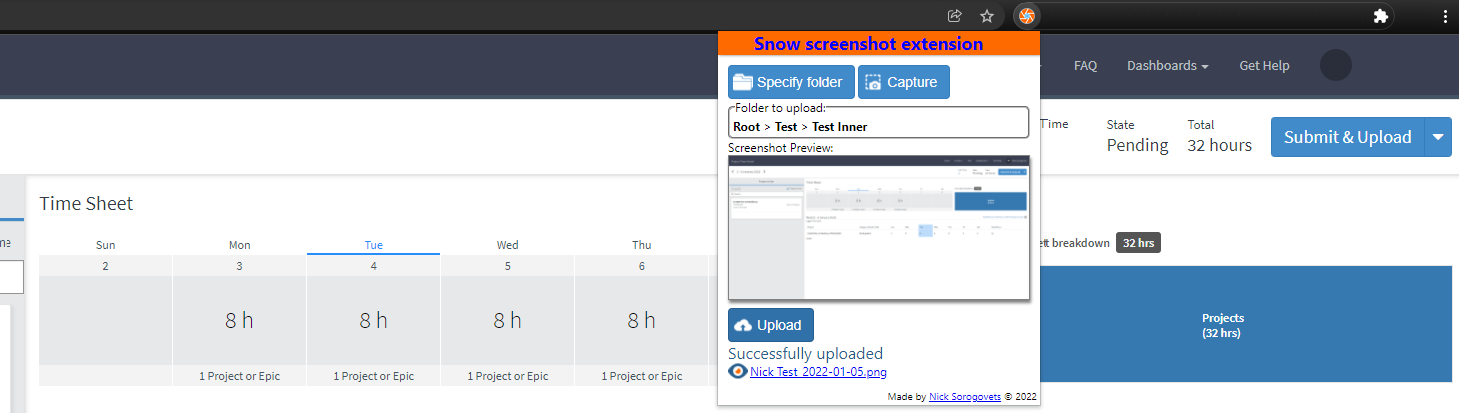 Snow screenshot extension
FAQ
Dashboards
Get Help
Specify folder
Capture
Folder to upload:
Root > Test > Test Inner
Screenshot Preview:
Time
State
Pending
Total
32 hours
Submit & Upload
Time Sheet
Sun Mon Tue Wed Thu
2 3 4 5 6
8 h 8 h 8 h 8 h
1 Project or Epic 1 Project or Epic 1 Project or Epic 1 Project or Epic
breakdown 32 hrs
Projects
(32 hrs)
Upload
Successfully uploaded
Nick Test_2022-01-05.png
Made by Nick Sorogovets © 2022